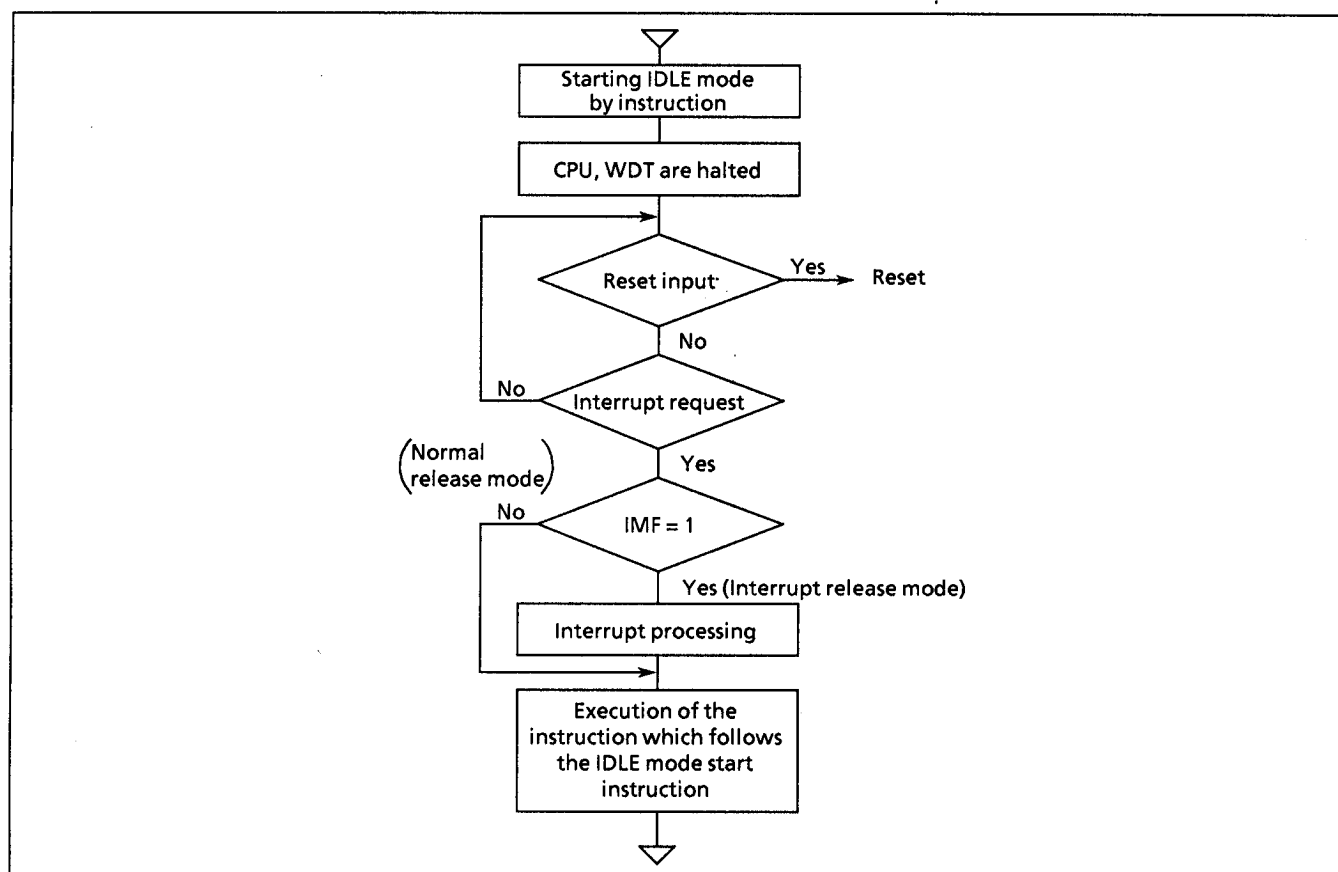 Starting IDLE mode
by instruction
CPU, WDT are halted
Reset input
Yes
Reset
No
Interrupt request
No
Yes
(Normal
release mode)
IMF = 1
No
Yes (Interrupt release mode)
Interrupt processing
Execution of the
instruction which follows
the IDLE mode start
instruction